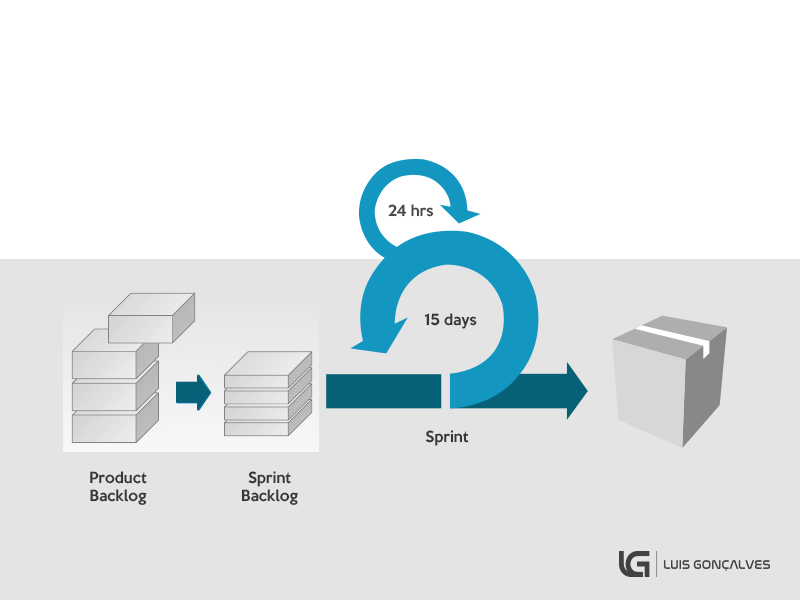 24 hrs
15 days
Sprint
Product
Backlog
Sprint
Backlog
LG
LUIS GONÇALVES